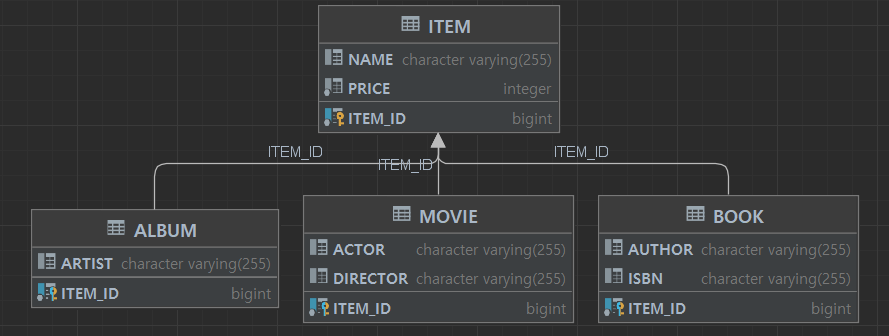 ITEM
NAME character varying(255)
PRICE integer
ITEM_ID bigint
ITEM_ID
ITEM_ID
ITEM_ID
ALBUM
ARTIST character varying(255)
ITEM_ID bigint
MOVIE
ACTOR character varying(255)
DIRECTOR character varying(255)
ITEM_ID bigint
BOOK
AUTHOR character varying(255)
ISBN character varying(255)
ITEM_ID bigint